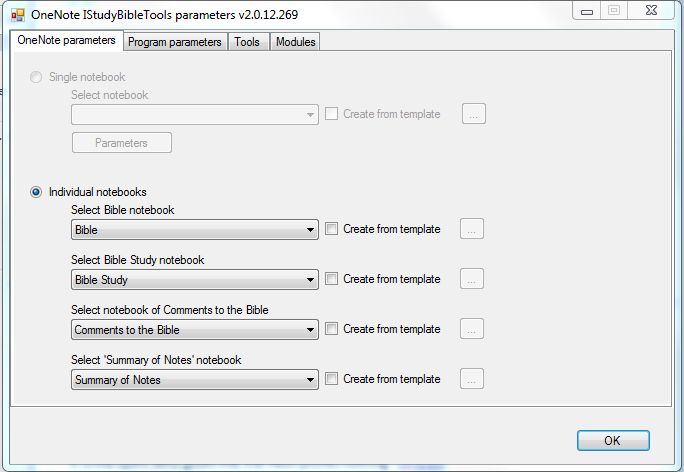 OneNote IStudyBibleTools parameters v2.0.12.269
OneNote parameters Program parameters Tools Modules
Single notebook
Select notebook
Create from template ...
Parameters
Individual notebooks
Select Bible notebook
Bible Create from template ...
Select Bible Study notebook
Bible Study Create from template ...
Select notebook of Comments to the Bible
Comments to the Bible Create from template ...
Select 'Summary of Notes' notebook
Summary of Notes Create from template ...
OK